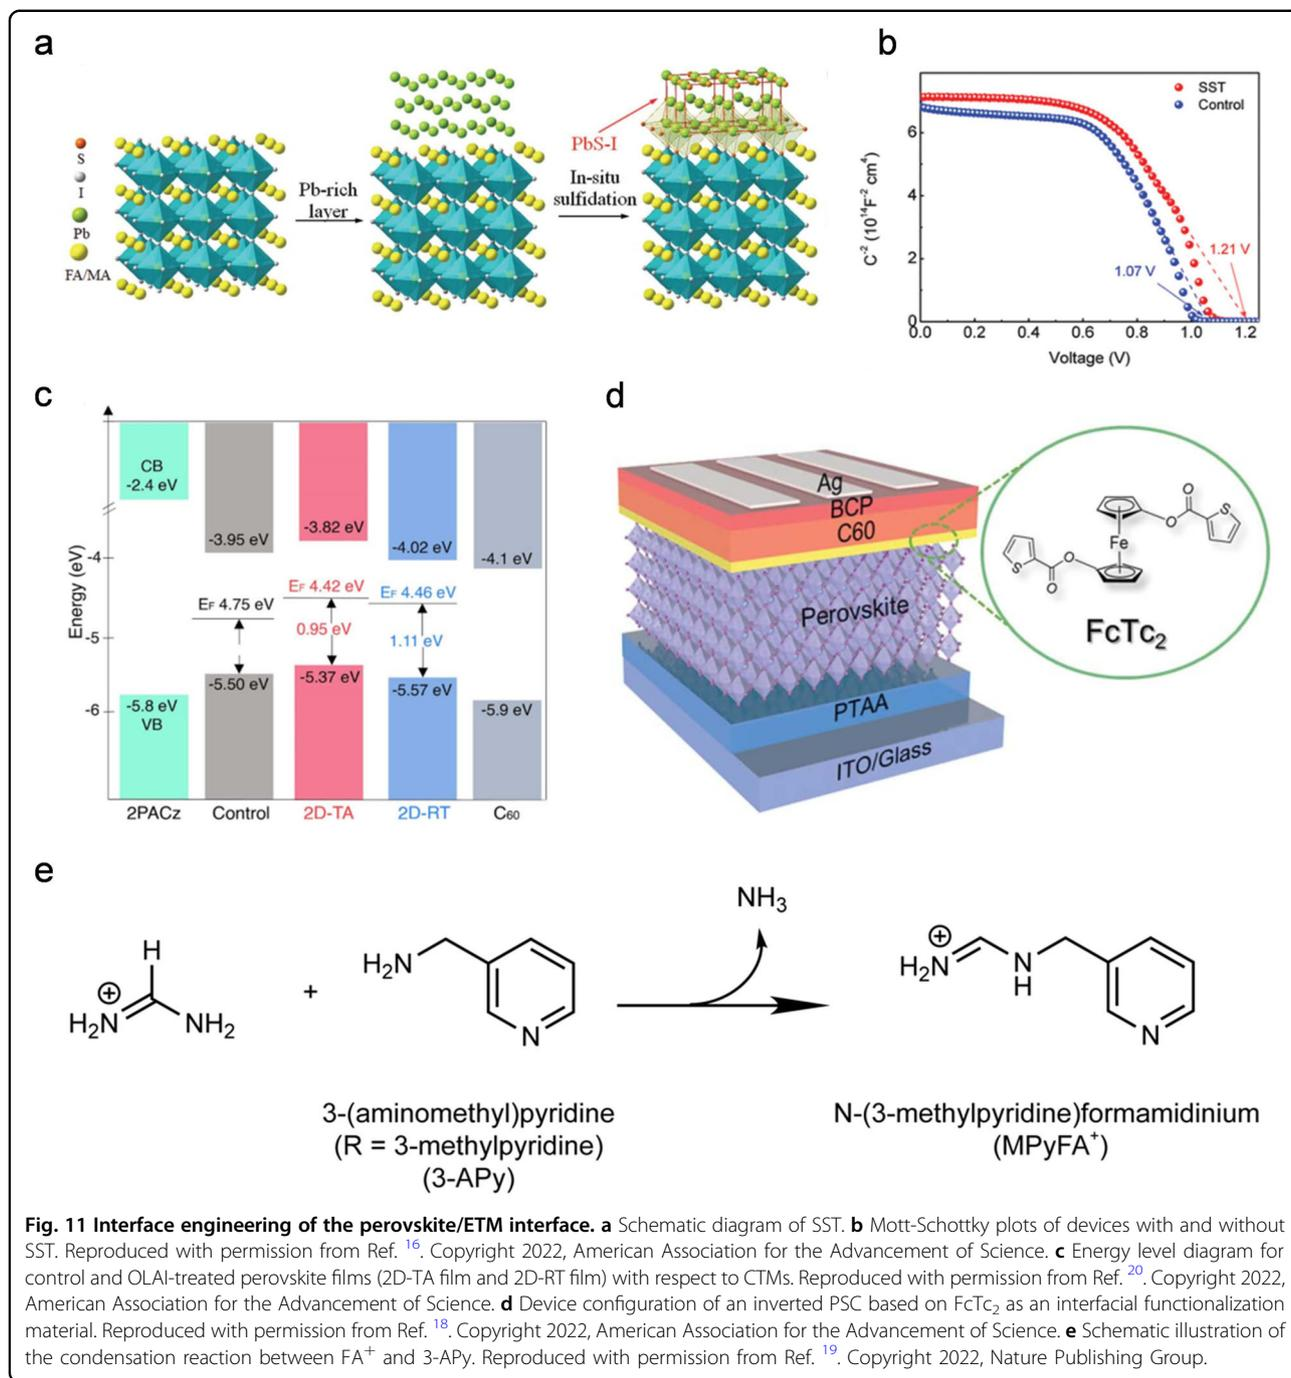 a
S
I
Pb
FA/MA
Pb-rich
layer
PbS-I
In-situ
sulfidation
b
SST
Control
C-2 (10¹⁴F⁻² cm⁴)
6
4
2
0
1.07 V
1.21 V
0.0 0.2 0.4 0.6 0.8 1.0 1.2
Voltage (V)
c
Energy (eV)
-4
-5
-6
CB
-2.4 eV
-3.95 eV
-3.82 eV
-4.02 eV
-4.1 eV
EF 4.75 eV
EF 4.42 eV
EF 4.46 eV
0.95 eV
1.11 eV
-5.8 eV
VB
-5.50 eV
-5.37 eV
-5.57 eV
-5.9 eV
2PACz Control 2D-TA 2D-RT C60
d
Ag
BCP
C60
Perovskite
PTAA
ITO/Glass
O
S
O
Fe
O
S
O
FcTc₂
e
NH₃
H
H₂N
NH₂
+
H₂N
N
H₂N
N
H
N
3-(aminomethyl)pyridine
(R = 3-methylpyridine)
(3-APy)
N-(3-methylpyridine)formamidinium
(MPyFA⁺)
Fig. 11 Interface engineering of the perovskite/ETM interface. a Schematic diagram of SST. b Mott-Schottky plots of devices with and without
SST. Reproduced with permission from Ref. 16. Copyright 2022, American Association for the Advancement of Science. c Energy level diagram for
control and OLAI-treated perovskite films (2D-TA film and 2D-RT film) with respect to CTMs. Reproduced with permission from Ref. 20. Copyright 2022,
American Association for the Advancement of Science. d Device configuration of an inverted PSC based on FcTc₂ as an interfacial functionalization
material. Reproduced with permission from Ref. 18. Copyright 2022, American Association for the Advancement of Science. e Schematic illustration of
the condensation reaction between FA⁺ and 3-APy. Reproduced with permission from Ref. 19. Copyright 2022, Nature Publishing Group.